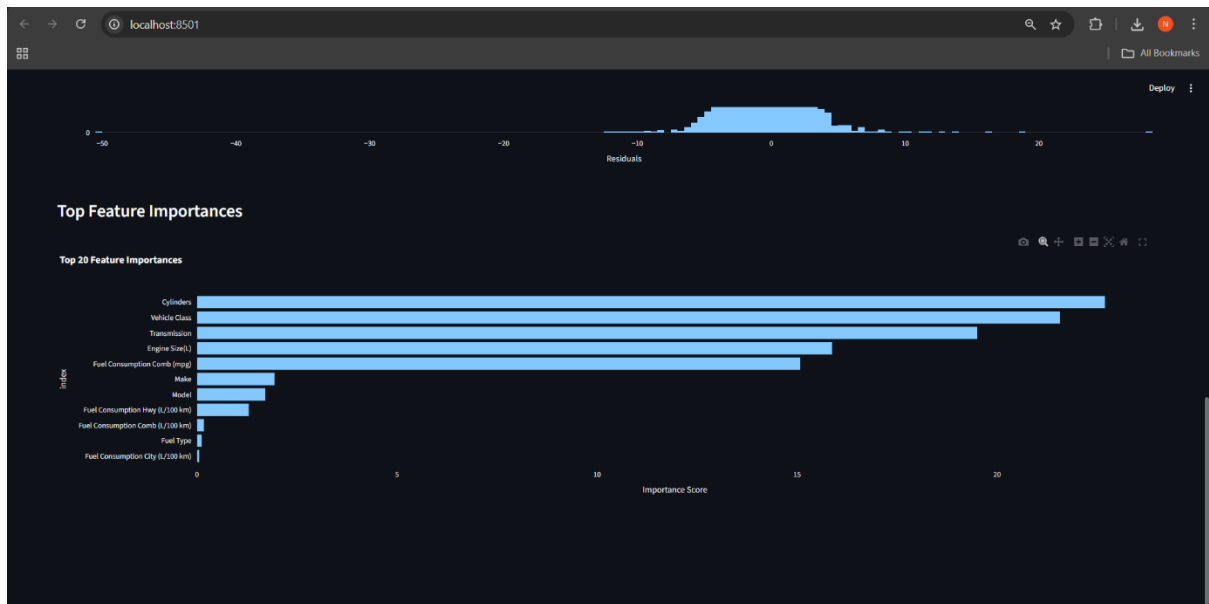 localhost:8501
N
All Bookmarks
Deploy
0
−50 −40 −30 −20 −10 0 10 20
Residuals
Top Feature Importances
Top 20 Feature Importances
Cylinders
Vehicle Class
Transmission
Engine Size(L)
Fuel Consumption Comb (mpg)
index
Make
Model
Fuel Consumption Hwy (L/100 km)
Fuel Consumption Comb (L/100 km)
Fuel Type
Fuel Consumption City (L/100 km)
0 5 10 15 20
Importance Score